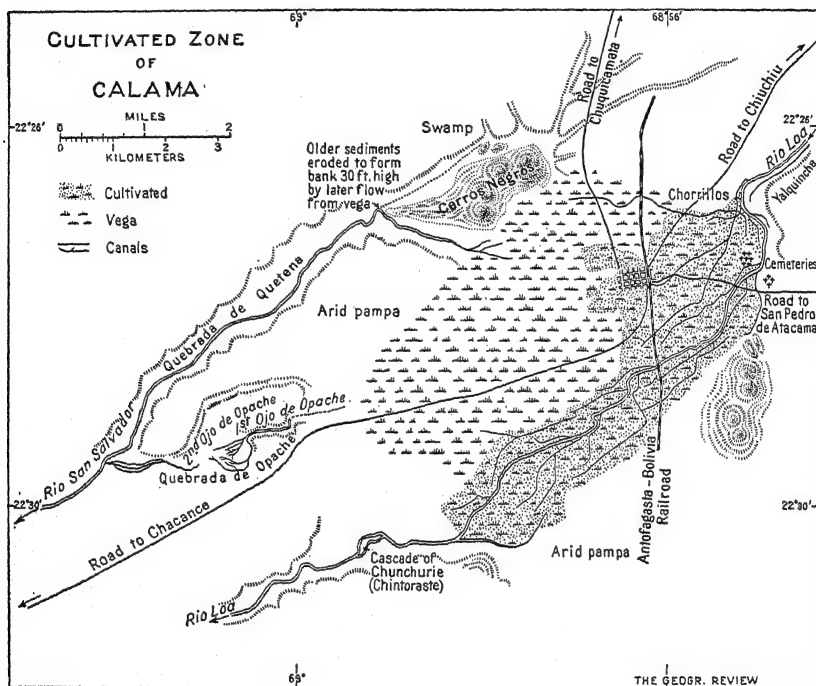 CULTIVATED ZONE
OF
CALAMA
MILES
0 1 2
0 1 2 3
KILOMETERS
Cultivated
Vega
Canals
69°
68°56'
22°26'
22°26'
Swamp
Older sediments
eroded to form
bank 30 ft. high
by later flow
from vega
Cerros Negros
Road to
Chuquicamata
Road to Chiuchiu
Rio Loa
Yalquincha
Chorrillos
Cemeteries
Road to
San Pedro
de Atacama
Arid pampa
Quebrada de Quetena
Rio San Salvador
2nd Ojo de Opache
1st Ojo de Opache
Quebrada de Opache
22°30'
22°30'
Road to Chacance
Antofagasta-Bolivia
Railroad
Arid pampa
Cascade of
Chunchurie
(Chintoraste)
Rio Loa
69°
THE GEOGR. REVIEW